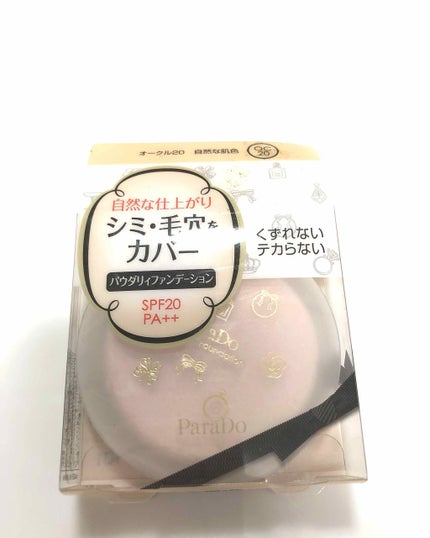 オークル20 自然な肌色
OC
20
自然な仕上がり
シミ・毛穴を
カバー
パウダリィファンデーション
SPF20
PA++
くずれない
テカらない
ParaDo